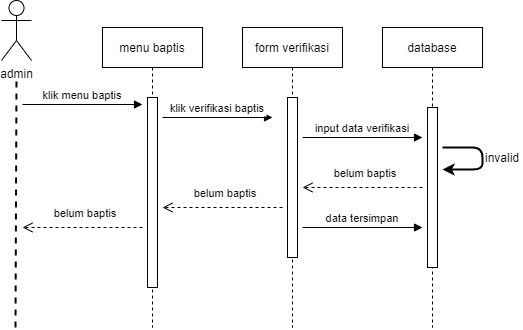 menu baptis
form verifikasi
database
admin
klik menu baptis
klik verifikasi baptis
input data verifikasi
invalid
belum baptis
belum baptis
belum baptis
data tersimpan